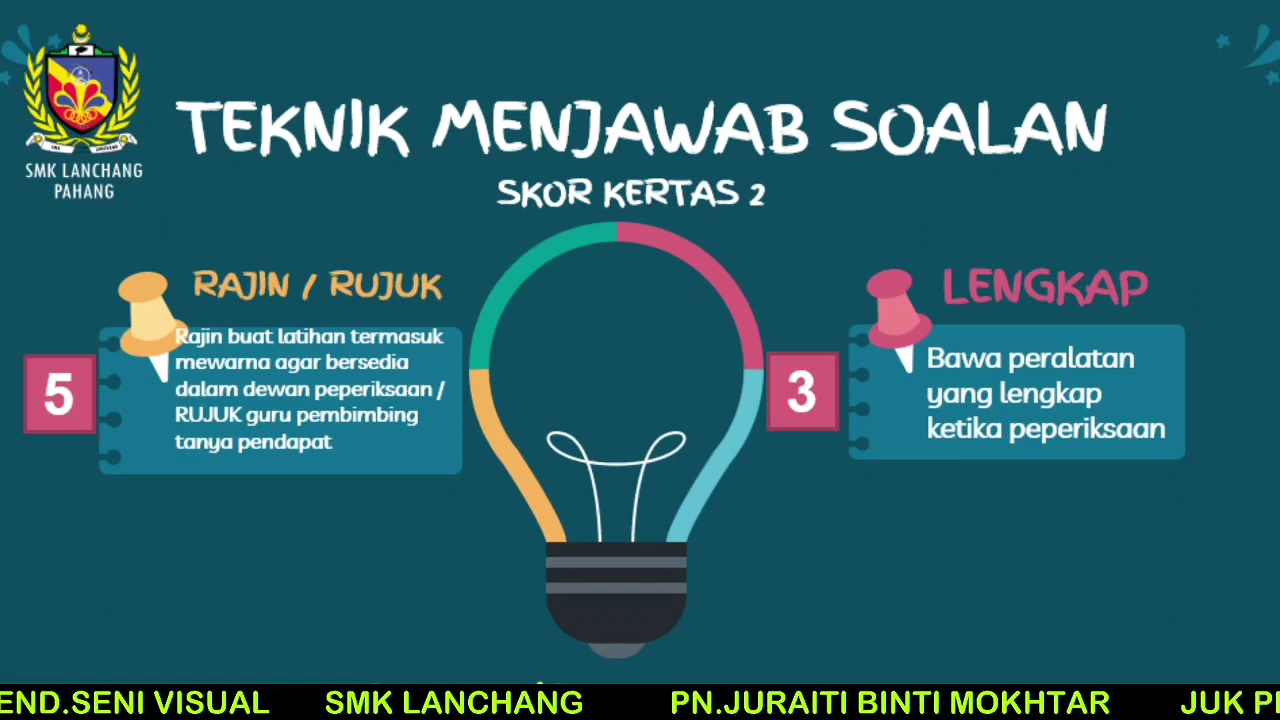 SMK LANCHANG
PAHANG
TEKNIK MENJAWAB SOALAN
SKOR KERTAS 2
RAJIN / RUJUK
5
Rajin buat latihan termasuk
mewarna agar bersedia
dalam dewan peperiksaan /
RUJUK guru pembimbing
tanya pendapat
LENGKAP
3
Bawa peralatan
yang lengkap
ketika peperiksaan
END.SENI VISUAL SMK LANCHANG PN.JURAITI BINTI MOKHTAR JUK